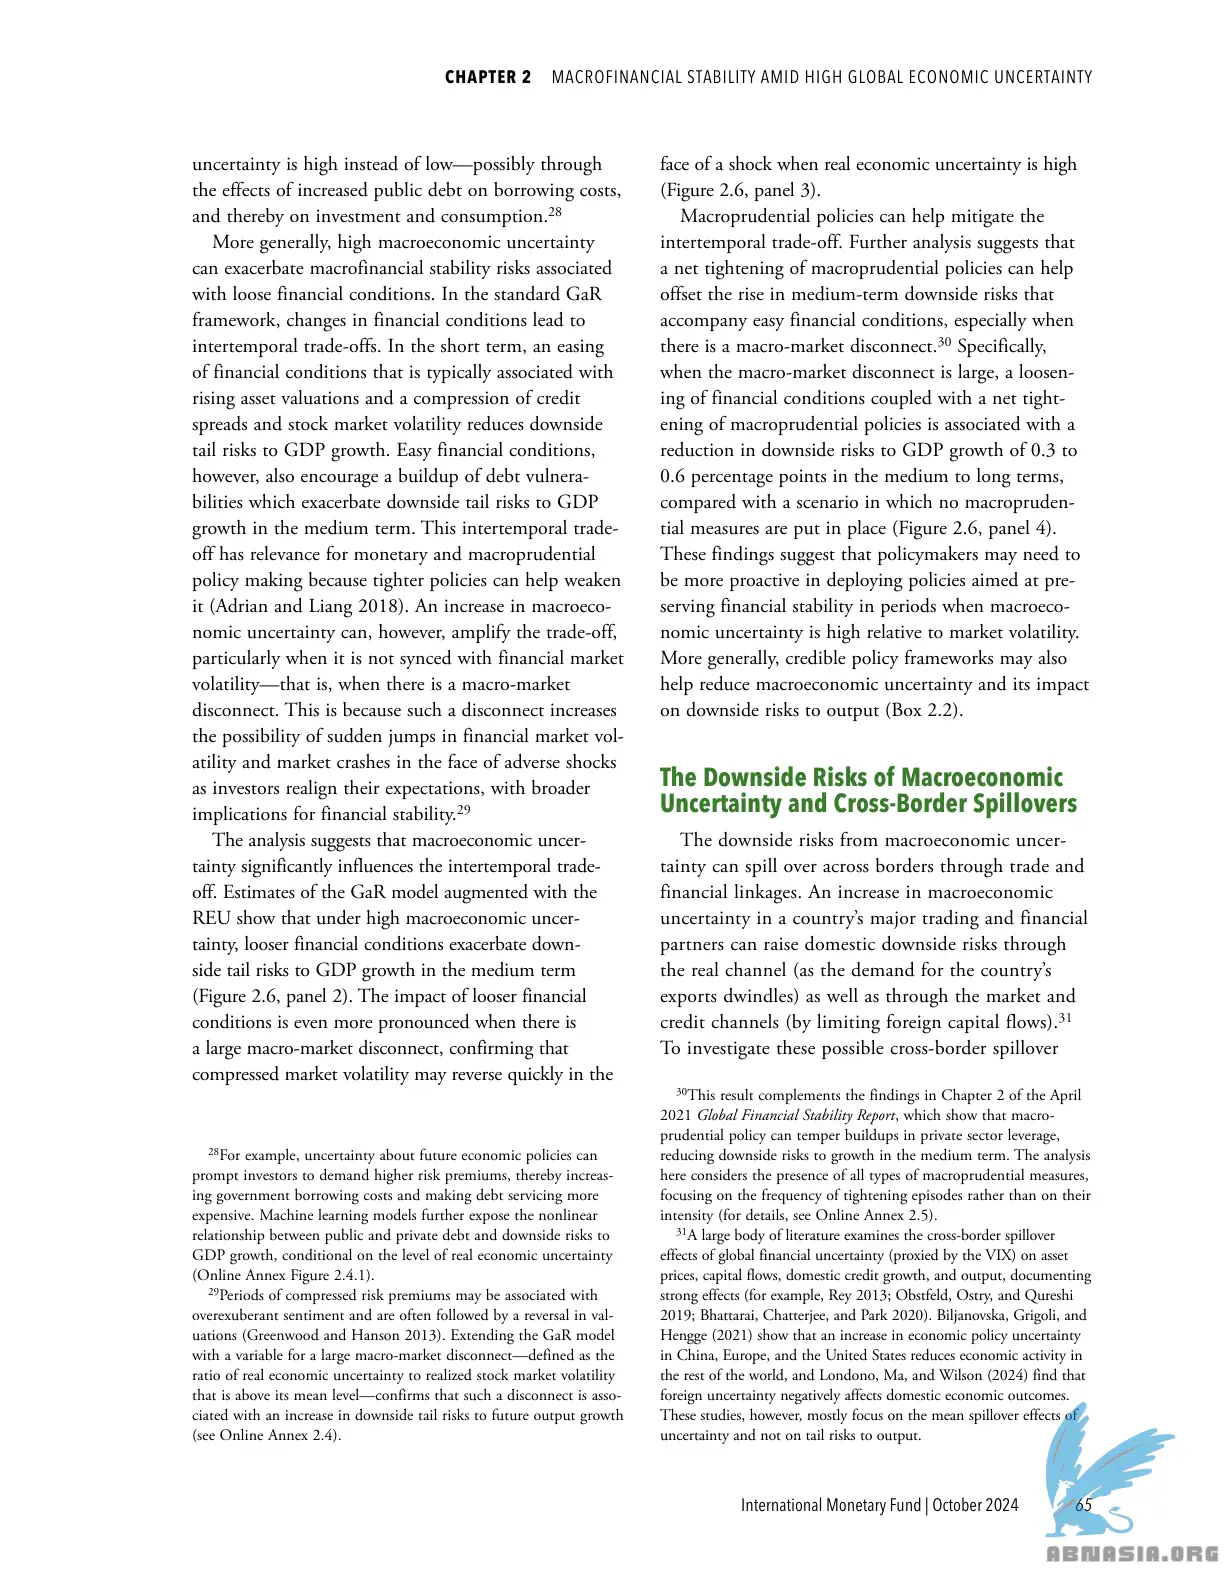 CHAPTER 2 MACROFINANCIAL STABILITY AMID HIGH GLOBAL ECONOMIC UNCERTAINTY
uncertainty is high instead of low—possibly through
the effects of increased public debt on borrowing costs,
and thereby on investment and consumption.28
More generally, high macroeconomic uncertainty
can exacerbate macrofinancial stability risks associated
with loose financial conditions. In the standard GaR
framework, changes in financial conditions lead to
intertemporal trade-offs. In the short term, an easing
of financial conditions that is typically associated with
rising asset valuations and a compression of credit
spreads and stock market volatility reduces downside
tail risks to GDP growth. Easy financial conditions,
however, also encourage a buildup of debt vulnera-
bilities which exacerbate downside tail risks to GDP
growth in the medium term. This intertemporal trade-
off has relevance for monetary and macroprudential
policy making because tighter policies can help weaken
it (Adrian and Liang 2018). An increase in macroeco-
nomic uncertainty can, however, amplify the trade-off,
particularly when it is not synced with financial market
volatility—that is, when there is a macro-market
disconnect. This is because such a disconnect increases
the possibility of sudden jumps in financial market vol-
atility and market crashes in the face of adverse shocks
as investors realign their expectations, with broader
implications for financial stability.29
The analysis suggests that macroeconomic uncer-
tainty significantly influences the intertemporal trade-
off. Estimates of the GaR model augmented with the
REU show that under high macroeconomic uncer-
tainty, looser financial conditions exacerbate down-
side tail risks to GDP growth in the medium term
(Figure 2.6, panel 2). The impact of looser financial
conditions is even more pronounced when there is
a large macro-market disconnect, confirming that
compressed market volatility may reverse quickly in the
28For example, uncertainty about future economic policies can
prompt investors to demand higher risk premiums, thereby increas-
ing government borrowing costs and making debt servicing more
expensive. Machine learning models further expose the nonlinear
relationship between public and private debt and downside risks to
GDP growth, conditional on the level of real economic uncertainty
(Online Annex Figure 2.4.1).
29Periods of compressed risk premiums may be associated with
overexuberant sentiment and are often followed by a reversal in val-
uations (Greenwood and Hanson 2013). Extending the GaR model
with a variable for a large macro-market disconnect—defined as the
ratio of real economic uncertainty to realized stock market volatility
that is above its mean level—confirms that such a disconnect is asso-
ciated with an increase in downside tail risks to future output growth
(see Online Annex 2.4).
face of a shock when real economic uncertainty is high
(Figure 2.6, panel 3).
Macroprudential policies can help mitigate the
intertemporal trade-off. Further analysis suggests that
a net tightening of macroprudential policies can help
offset the rise in medium-term downside risks that
accompany easy financial conditions, especially when
there is a macro-market disconnect.30 Specifically,
when the macro-market disconnect is large, a loosen-
ing of financial conditions coupled with a net tight-
ening of macroprudential policies is associated with a
reduction in downside risks to GDP growth of 0.3 to
0.6 percentage points in the medium to long terms,
compared with a scenario in which no macropruden-
tial measures are put in place (Figure 2.6, panel 4).
These findings suggest that policymakers may need to
be more proactive in deploying policies aimed at pre-
serving financial stability in periods when macroeco-
nomic uncertainty is high relative to market volatility.
More generally, credible policy frameworks may also
help reduce macroeconomic uncertainty and its impact
on downside risks to output (Box 2.2).
The Downside Risks of Macroeconomic
Uncertainty and Cross-Border Spillovers
The downside risks from macroeconomic uncer-
tainty can spill over across borders through trade and
financial linkages. An increase in macroeconomic
uncertainty in a country's major trading and financial
partners can raise domestic downside risks through
the real channel (as the demand for the country's
exports dwindles) as well as through the market and
credit channels (by limiting foreign capital flows).31
To investigate these possible cross-border spillover
30This result complements the findings in Chapter 2 of the April
2021 Global Financial Stability Report, which show that macro-
prudential policy can temper buildups in private sector leverage,
reducing downside risks to growth in the medium term. The analysis
here considers the presence of all types of macroprudential measures,
focusing on the frequency of tightening episodes rather than on their
intensity (for details, see Online Annex 2.5).
31A large body of literature examines the cross-border spillover
effects of global financial uncertainty (proxied by the VIX) on asset
prices, capital flows, domestic credit growth, and output, documenting
strong effects (for example, Rey 2013; Obstfeld, Ostry, and Qureshi
2019; Bhattarai, Chatterjee, and Park 2020). Biljanovska, Grigoli, and
Hengge (2021) show that an increase in economic policy uncertainty
in China, Europe, and the United States reduces economic activity in
the rest of the world, and Londono, Ma, and Wilson (2024) find that
foreign uncertainty negatively affects domestic economic outcomes.
These studies, however, mostly focus on the mean spillover effects of
uncertainty and not on tail risks to output.
International Monetary Fund | October 2024 65
ABNASIA.ORG